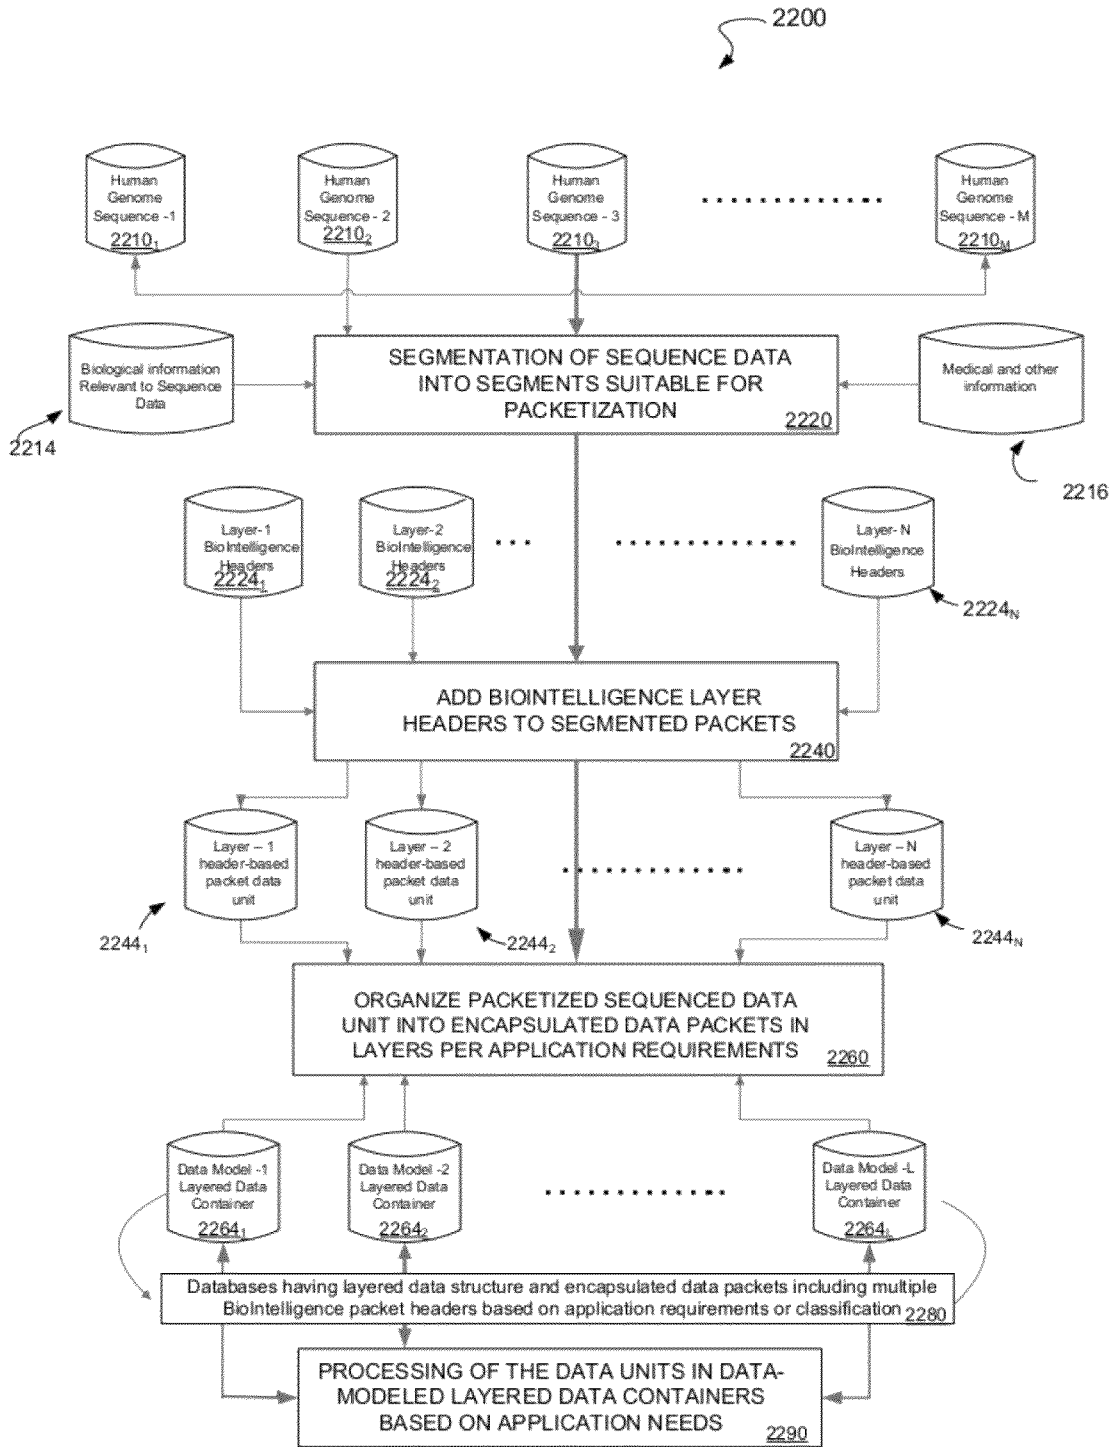 2200
Human
Genome
Sequence -1
2210₁
Human
Genome
Sequence - 2
2210₂
Human
Genome
Sequence - 3
2210₃
Human
Genome
Sequence - M
2210M
Biological information
Relevant to Sequence
Data
2214
SEGMENTATION OF SEQUENCE DATA
INTO SEGMENTS SUITABLE FOR
PACKETIZATION
2220
Medical and other
information
2216
Layer-1
BioIntelligence
Headers
2224₁
Layer-2
BioIntelligence
Headers
2224₂
Layer-N
BioIntelligence
Headers
2224N
ADD BIOINTELLIGENCE LAYER
HEADERS TO SEGMENTED PACKETS
2240
Layer – 1
header-based
packet data
unit
2244₁
Layer – 2
header-based
packet data
unit
2244₂
Layer – N
header-based
packet data
unit
2244N
ORGANIZE PACKETIZED SEQUENCED DATA
UNIT INTO ENCAPSULATED DATA PACKETS IN
LAYERS PER APPLICATION REQUIREMENTS
2260
Data Model -1
Layered Data
Container
2264₁
Data Model -2
Layered Data
Container
2264₂
Data Model -L
Layered Data
Container
2264L
Databases having layered data structure and encapsulated data packets including multiple
BioIntelligence packet headers based on application requirements or classification
2280
PROCESSING OF THE DATA UNITS IN DATA-
MODELED LAYERED DATA CONTAINERS
BASED ON APPLICATION NEEDS
2290